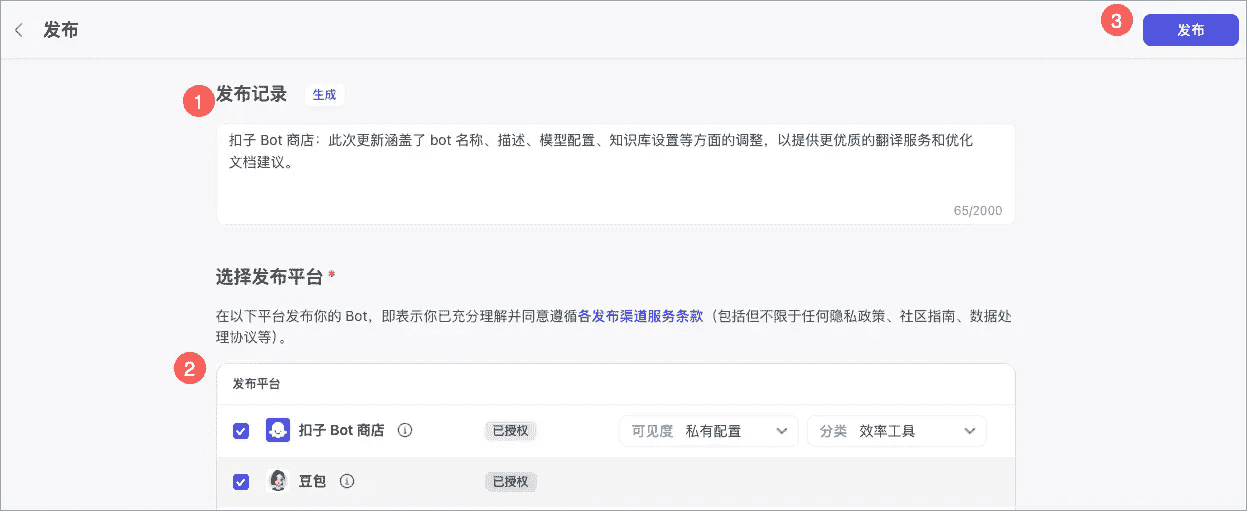 发布
3
发布
1
发布记录
生成
扣子 Bot 商店：此次更新涵盖了 bot 名称、描述、模型配置、知识库设置等方面的调整，以提供更优质的翻译服务和优化
文档建议。
65/2000
选择发布平台 *
在以下平台发布你的 Bot，即表示你已充分理解并同意遵循各发布渠道服务条款（包括但不限于任何隐私政策、社区指南、数据处
理协议等）。
2
发布平台
扣子 Bot 商店 已授权 可见度 私有配置 分类 效率工具
豆包 已授权